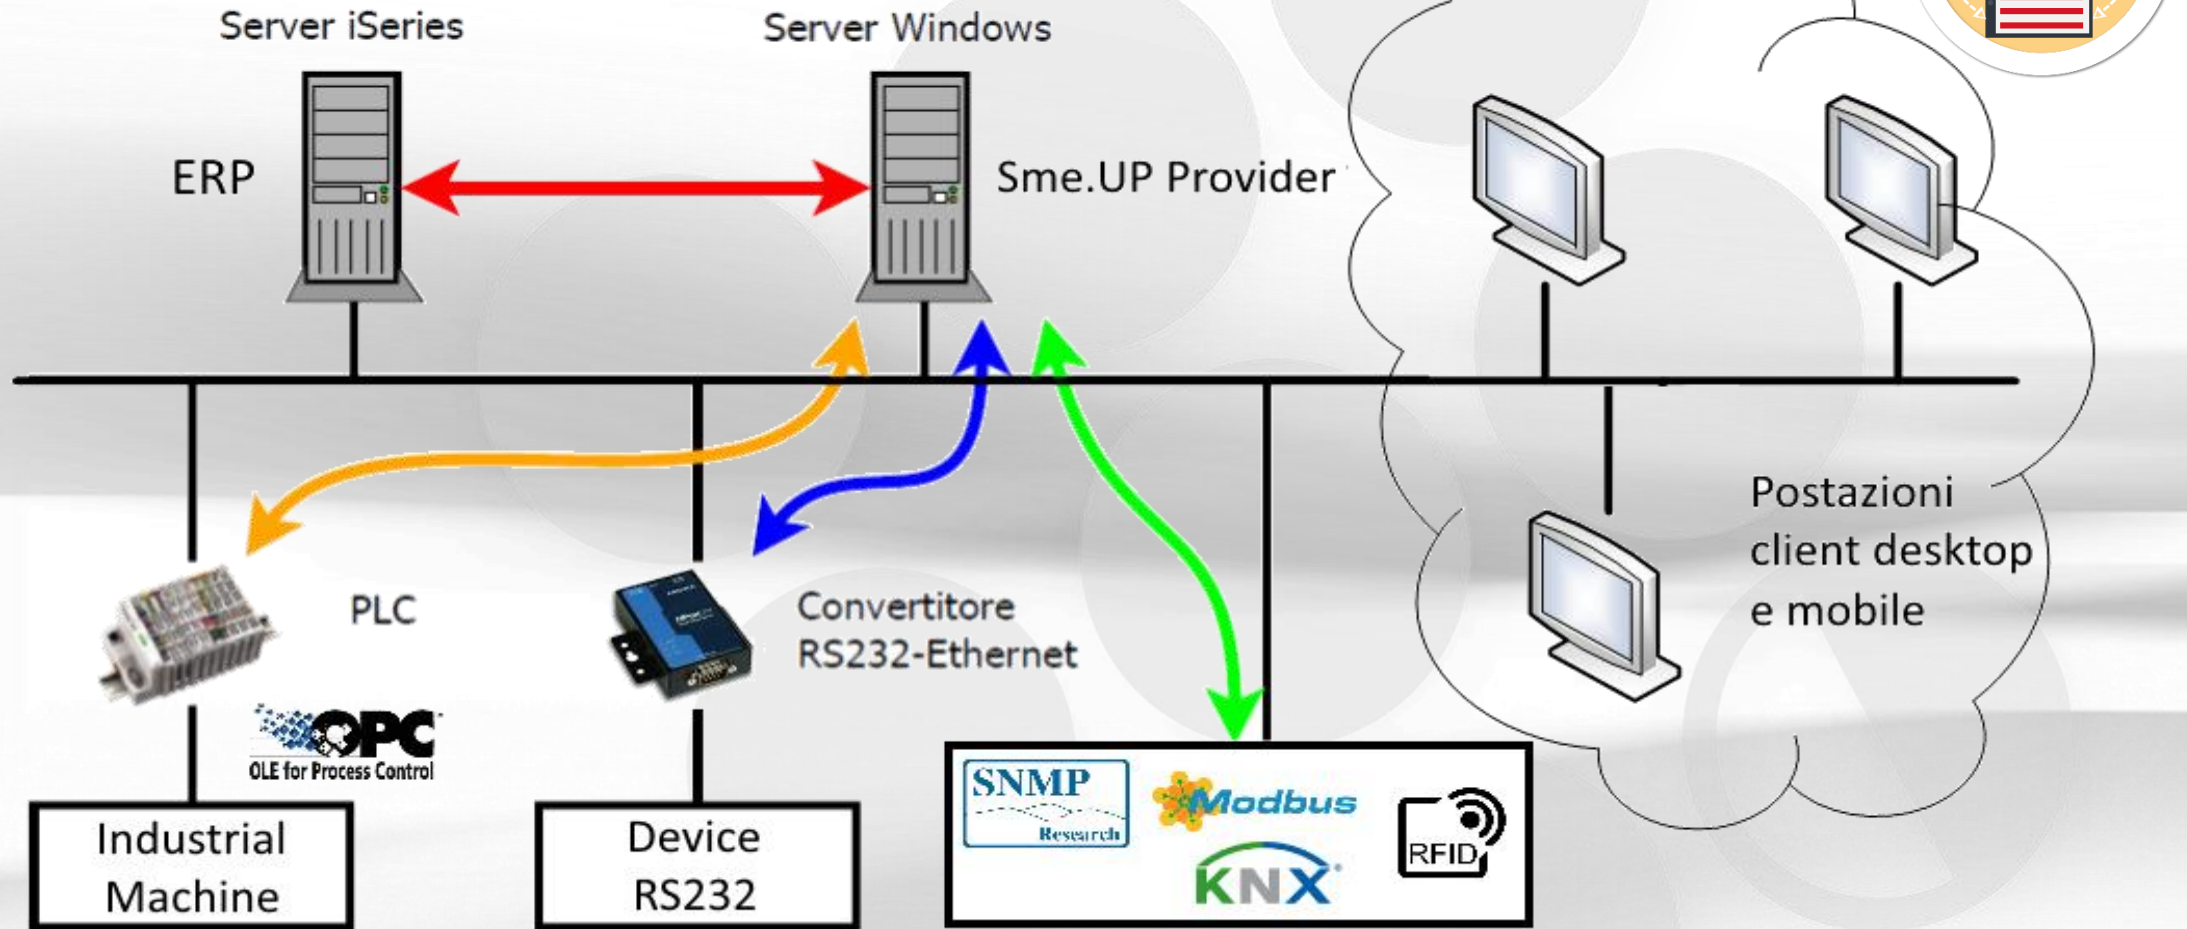 Server iSeries
Server Windows
ERP
Sme.UP Provider
Postazioni
client desktop
e mobile
PLC
Convertitore
RS232-Ethernet
OPC
OLE for Process Control
Industrial
Machine
Device
RS232
SNMP
Research
Modbus
KNX
RFID